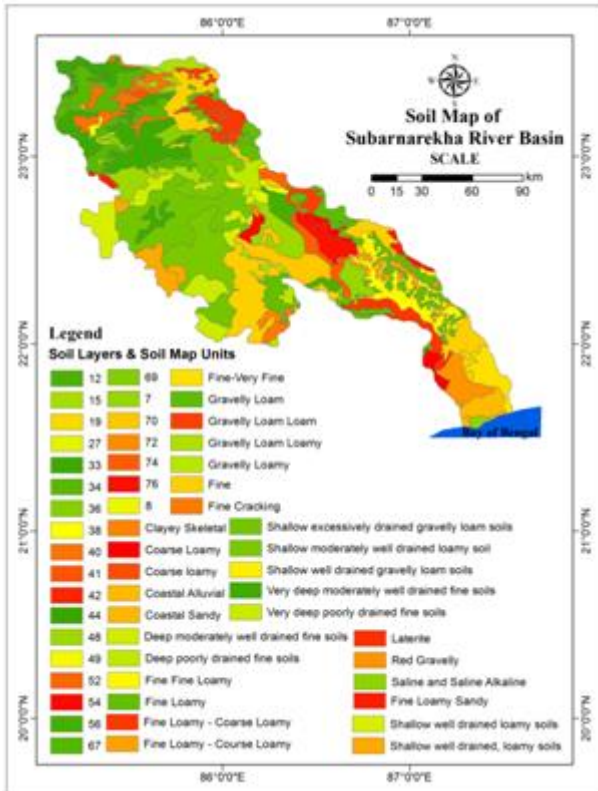 86°0'0"E 87°0'0"E
N
W E
S
Soil Map of
Subarnarekha River Basin
SCALE
km
0 15 30 60 90
23°0'0"N 23°0'0"N
22°0'0"N 22°0'0"N
21°0'0"N 21°0'0"N
20°0'0"N 20°0'0"N
Bay of Bengal
Legend
Soil Layers & Soil Map Units
12
15
19
27
33
34
36
38
40
41
42
44
48
49
52
54
56
67
69
7
70
72
74
76
8
Clayey Skeletal
Coarse Loamy
Coarse loamy
Coastal Alluvial
Coastal Sandy
Deep moderately well drained fine soils
Deep poorly drained fine soils
Fine Fine Loamy
Fine Loamy
Fine Loamy - Coarse Loamy
Fine Loamy - Course Loamy
Fine-Very Fine
Gravelly Loam
Gravelly Loam Loam
Gravelly Loam Loamy
Gravelly Loamy
Fine
Fine Cracking
Shallow excessively drained gravelly loam soils
Shallow moderately well drained loamy soil
Shallow well drained gravelly loam soils
Very deep moderately well drained fine soils
Very deep poorly drained fine soils
Laterite
Red Gravelly
Saline and Saline Alkaline
Fine Loamy Sandy
Shallow well drained loamy soils
Shallow well drained, loamy soils
86°0'0"E 87°0'0"E